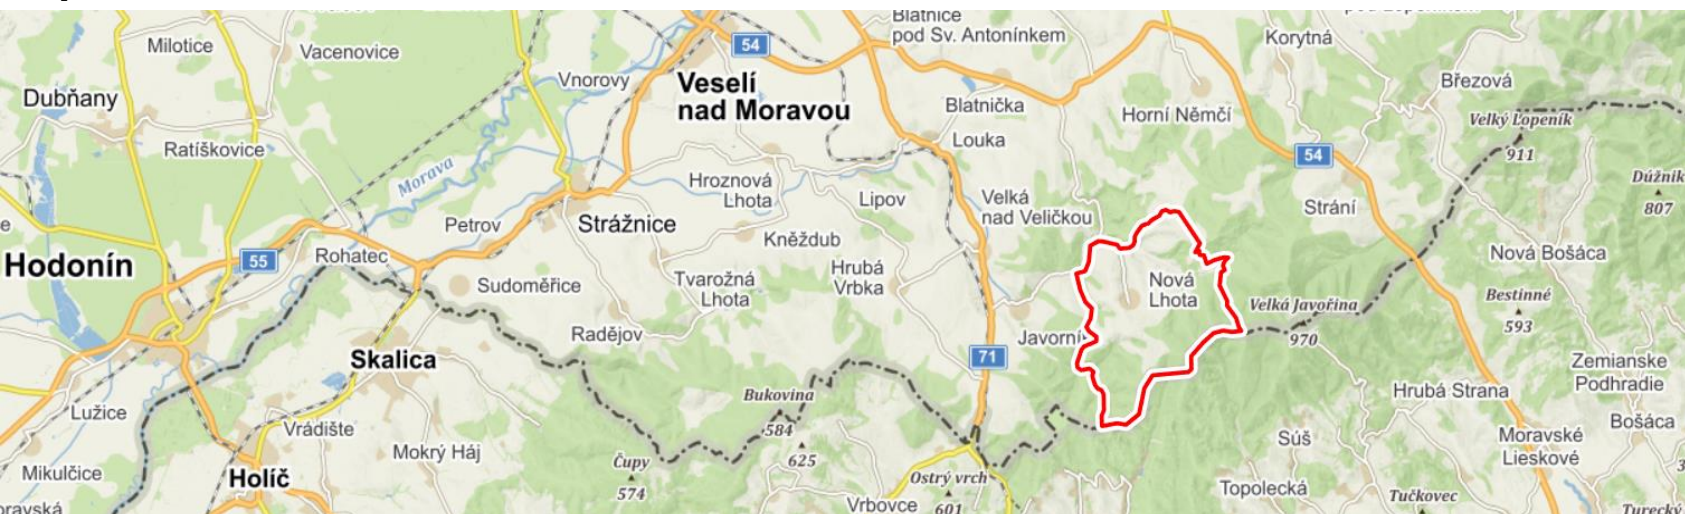 Blatnice
pod Sv. Antonínkem
Milotice
Vacenovice
54
Korytná
Vnorovy
Veselí
nad Moravou
Březová
Dubňany
Blatnička
Horní Němčí
Velký Lopeník
911
Ratíškovice
Louka
54
Morava
Hroznová
Lhota
Lipov
Velká
nad Veličkou
Dúžnik
807
Petrov
Strážnice
Strání
Kněždub
Nová Bošáca
Hodonín
55
Rohatec
Sudoměřice
Tvarožná
Lhota
Hrubá
Vrbka
Nová
Lhota
Velká Javořina
970
Bestinné
593
Radějov
Javorní
Skalica
71
Zemianske
Podhradie
Bukovina
584
Hrubá Strana
Lužice
Vrádište
Mokrý Háj
625
Súš
Moravské
Lieskové
Bošáca
Mikulčice
Holíč
Čupy
574
Ostrý vrch
601
Vrbovce
Topolecká
Tučkovec
Turecký